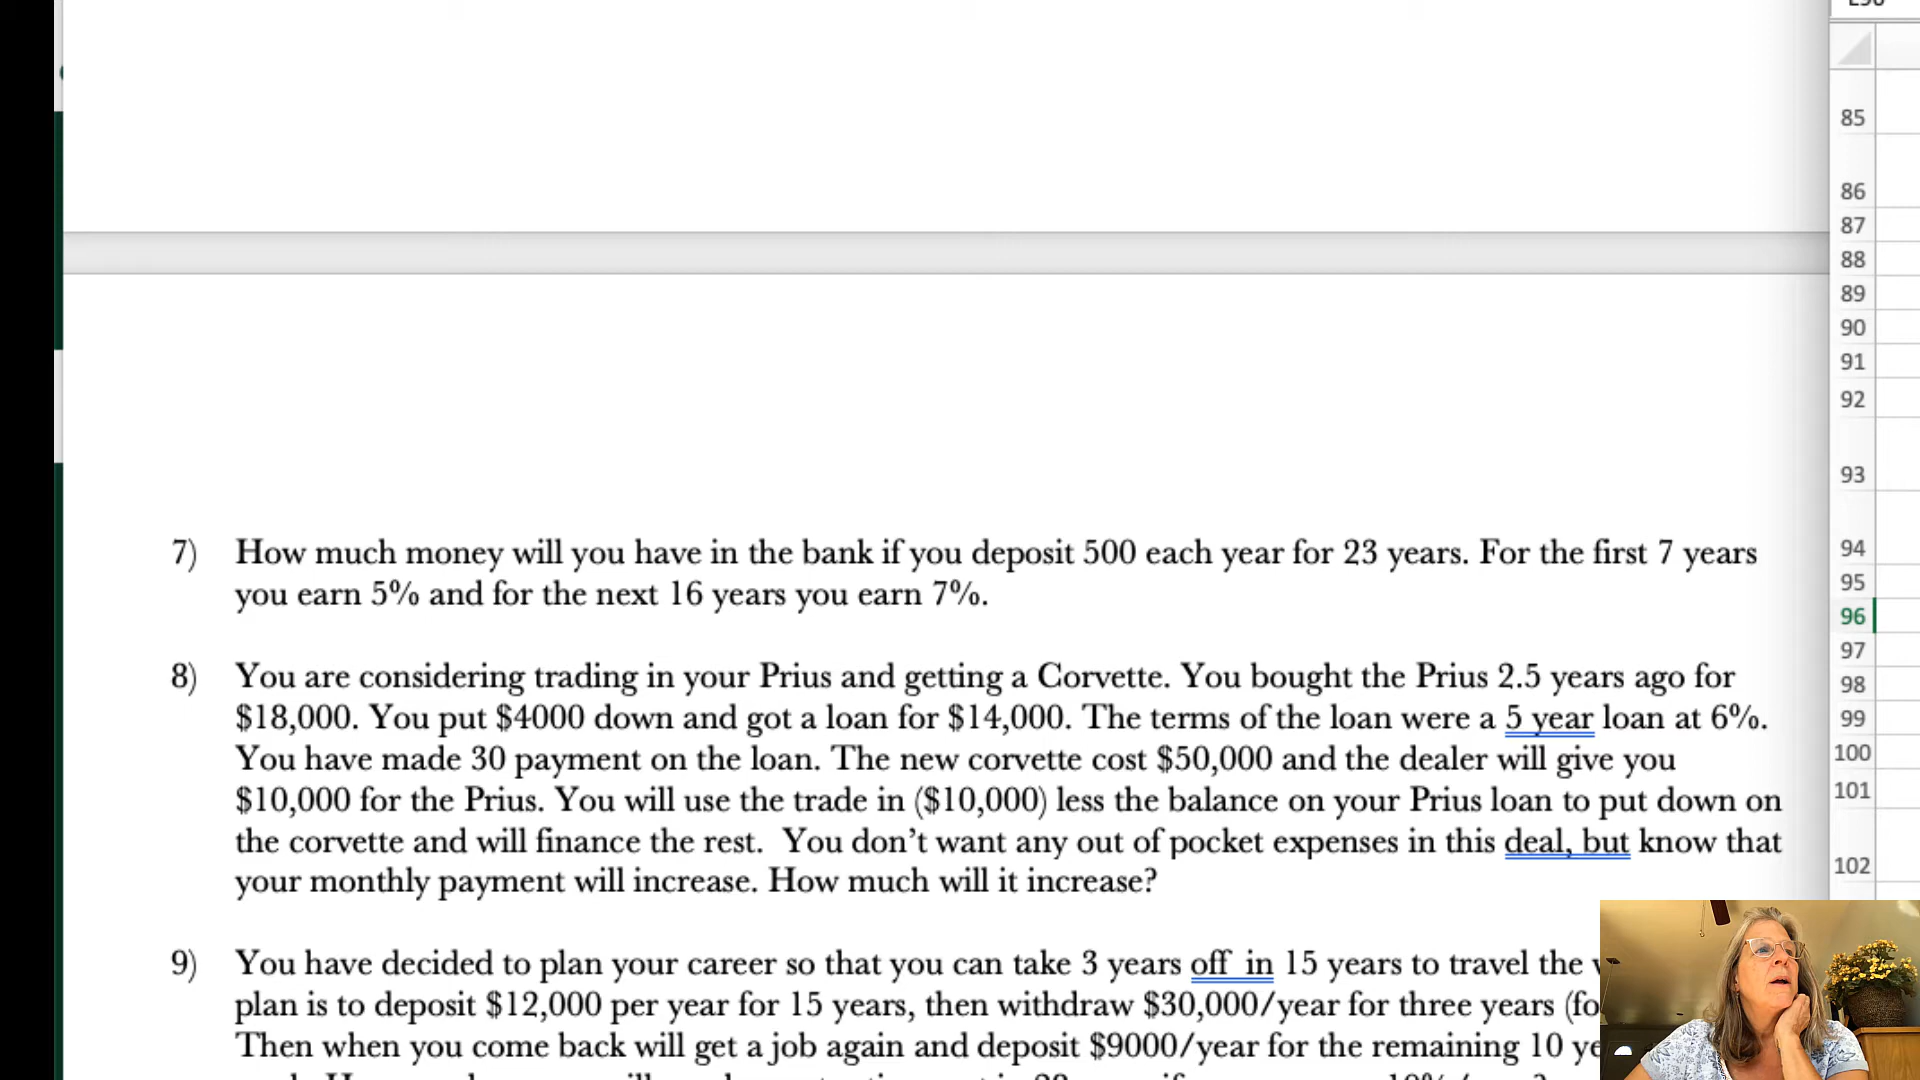 85
86
87
88
89
90
91
92
93
94
95
96
97
98
99
100
101
102
7) How much money will you have in the bank if you deposit 500 each year for 23 years. For the first 7 years
you earn 5% and for the next 16 years you earn 7%.
8) You are considering trading in your Prius and getting a Corvette. You bought the Prius 2.5 years ago for
$18,000. You put $4000 down and got a loan for $14,000. The terms of the loan were a 5 year loan at 6%.
You have made 30 payment on the loan. The new corvette cost $50,000 and the dealer will give you
$10,000 for the Prius. You will use the trade in ($10,000) less the balance on your Prius loan to put down on
the corvette and will finance the rest. You don’t want any out of pocket expenses in this deal, but know that
your monthly payment will increase. How much will it increase?
9) You have decided to plan your career so that you can take 3 years off in 15 years to travel the
plan is to deposit $12,000 per year for 15 years, then withdraw $30,000/year for three years (fo
Then when you come back will get a job again and deposit $9000/year for the remaining 10 ye